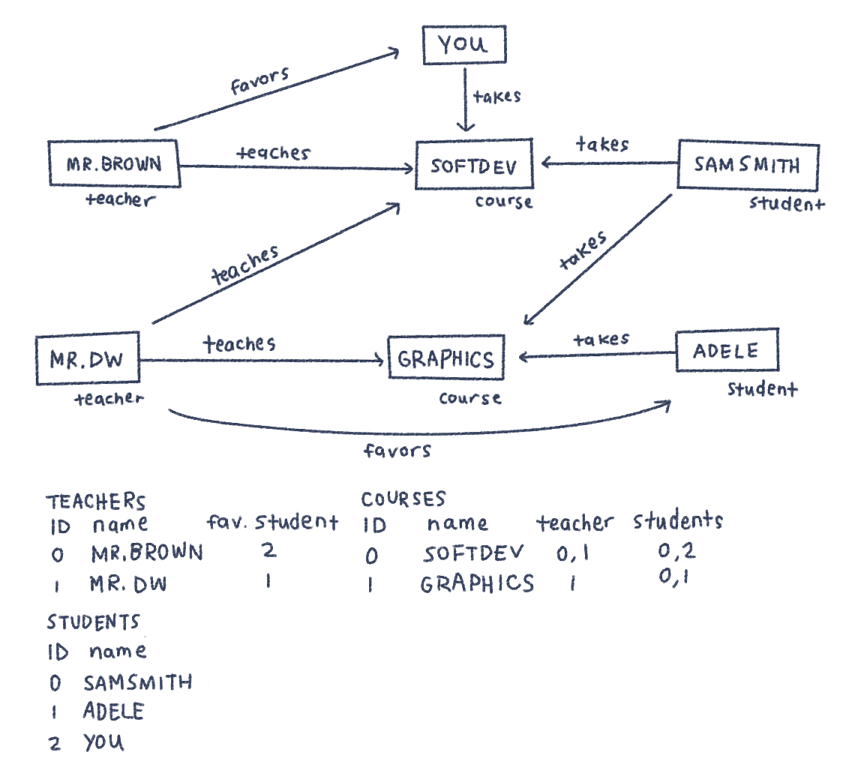 YOU
favors
takes
MR.BROWN
teaches
SOFTDEV
takes
SAMSMITH
teacher
course
student
teaches
takes
MR.DW
teaches
GRAPHICS
takes
ADELE
teacher
course
student
favors
TEACHERS
ID name fav. student
0 MR.BROWN 2
1 MR. DW 1
COURSES
ID name teacher students
0 SOFTDEV 0,1 0,2
1 GRAPHICS 1 0,1
STUDENTS
ID name
0 SAMSMITH
1 ADELE
2 YOU